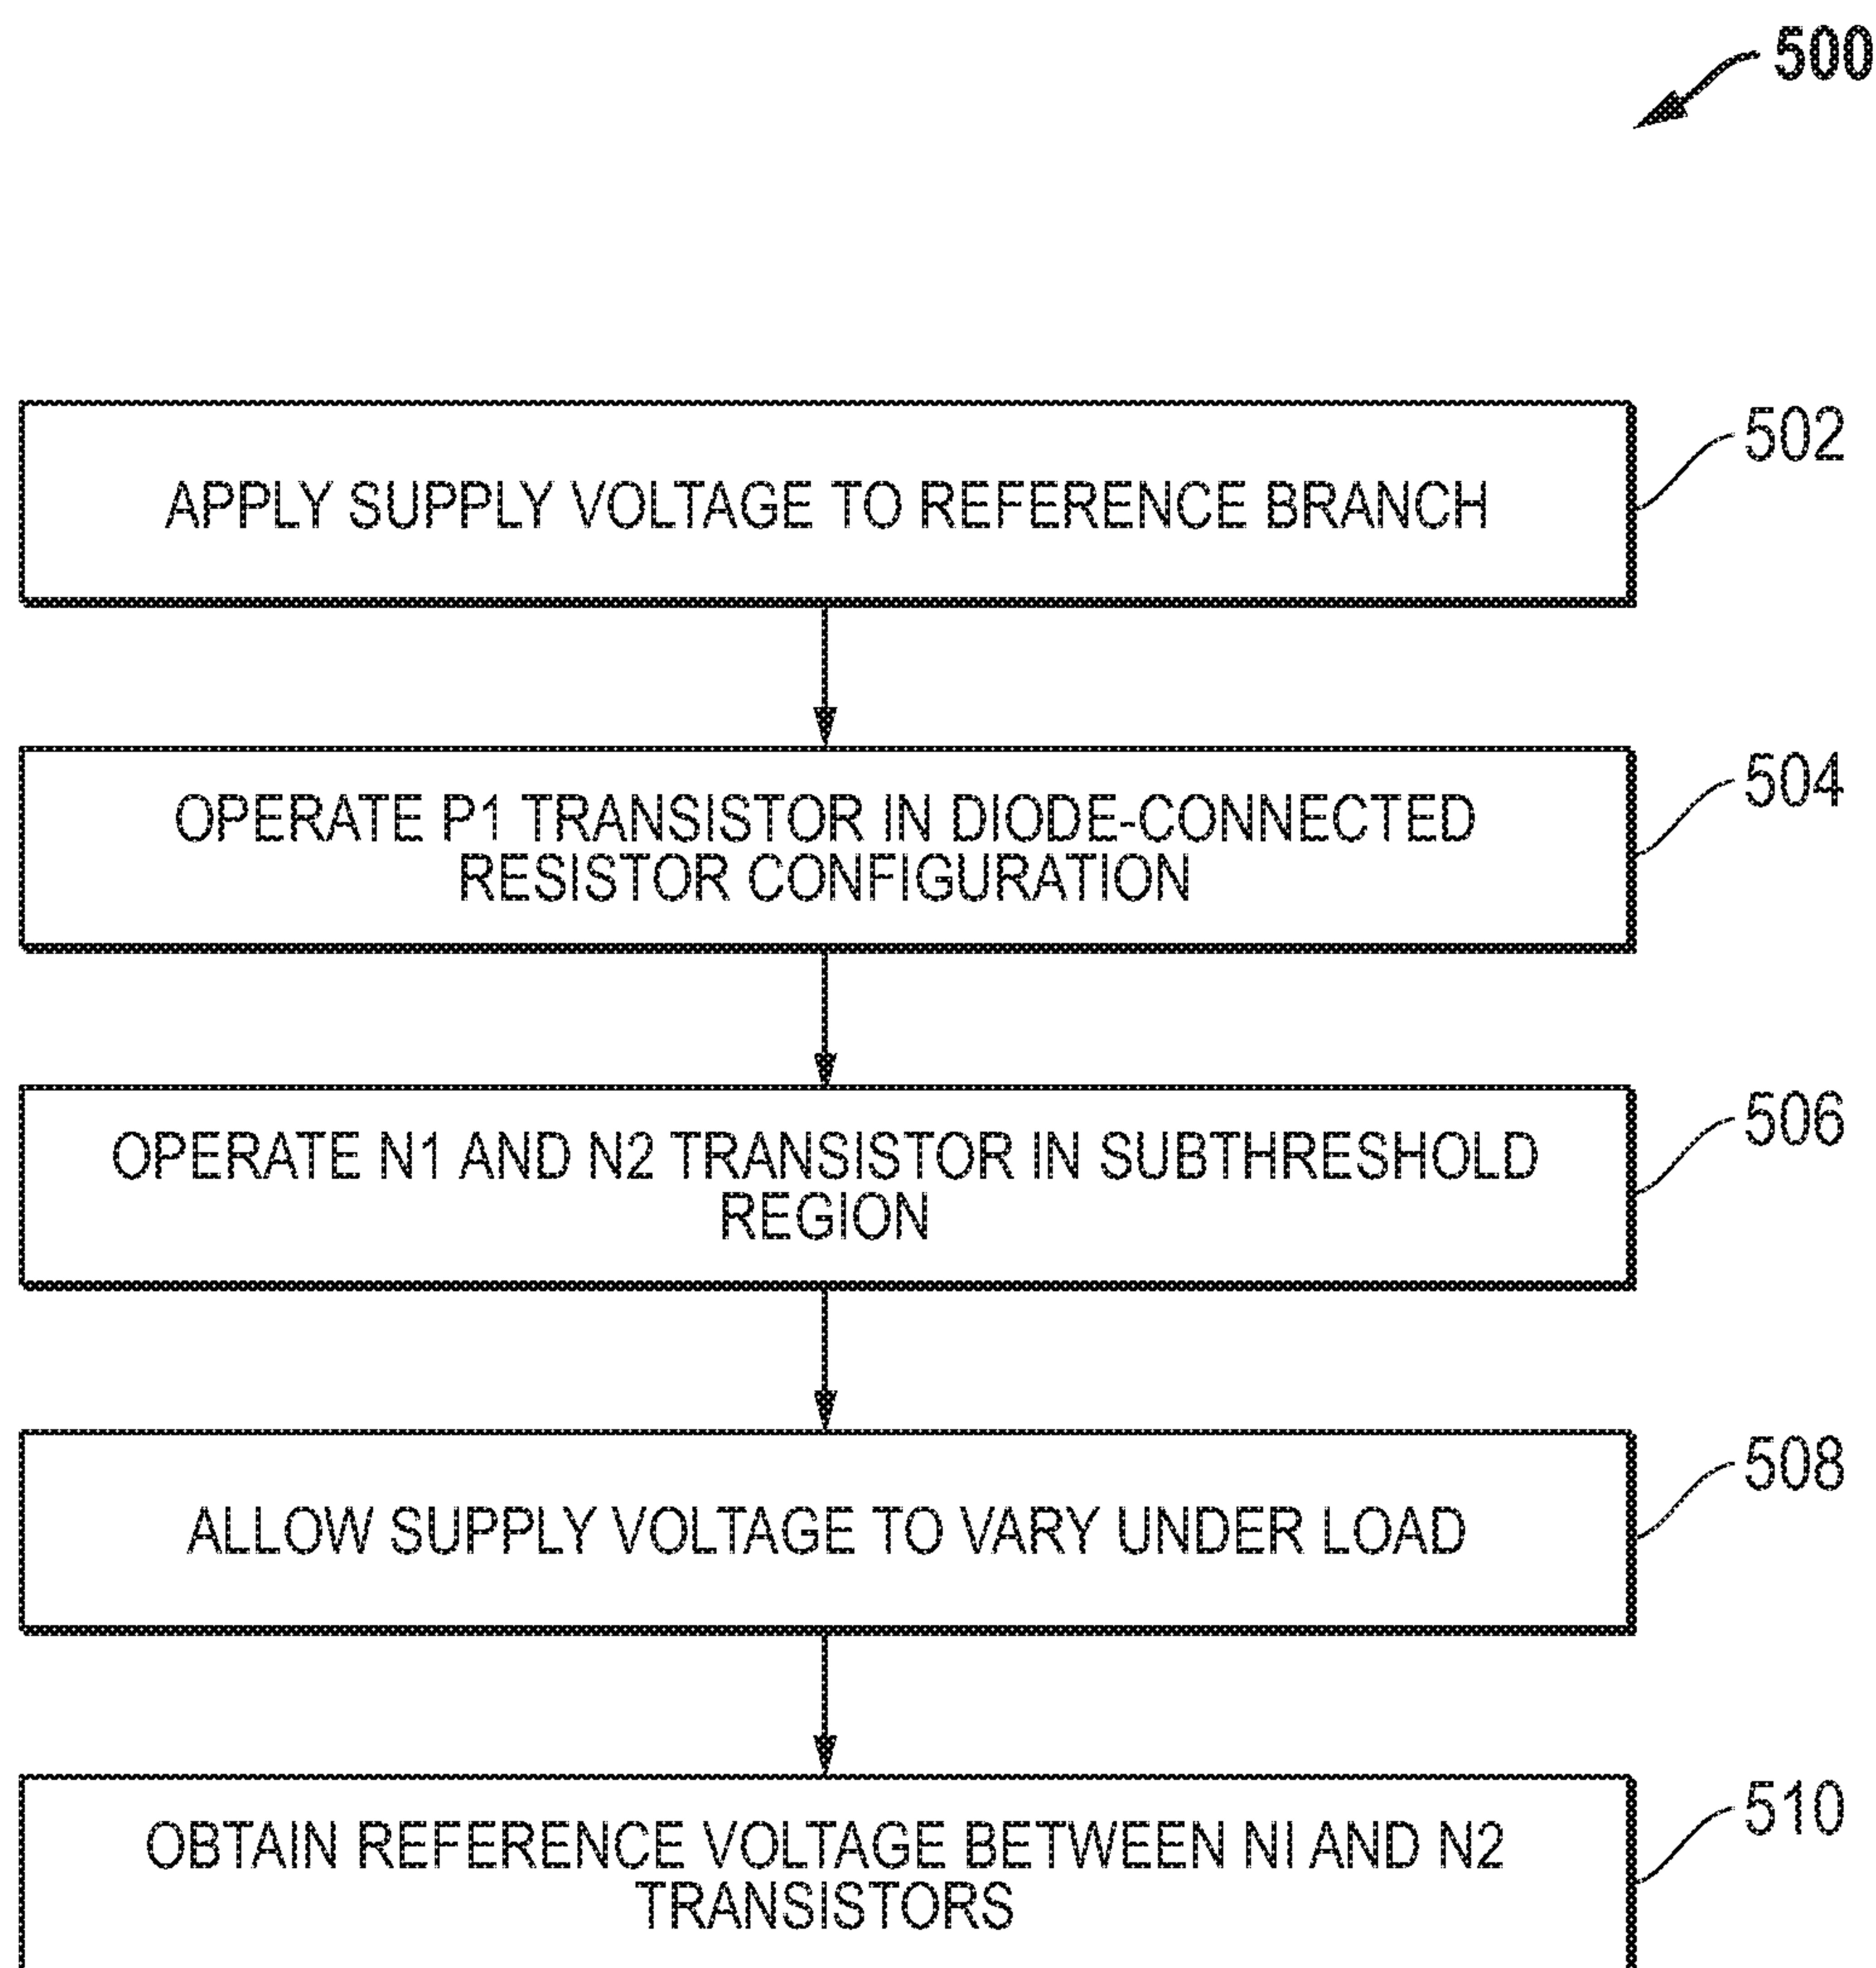 500
APPLY SUPPLY VOLTAGE TO REFERENCE BRANCH
502
OPERATE P1 TRANSISTOR IN DIODE-CONNECTED
RESISTOR CONFIGURATION
504
OPERATE N1 AND N2 TRANSISTOR IN SUBTHRESHOLD
REGION
506
ALLOW SUPPLY VOLTAGE TO VARY UNDER LOAD
508
OBTAIN REFERENCE VOLTAGE BETWEEN NI AND N2
TRANSISTORS
510